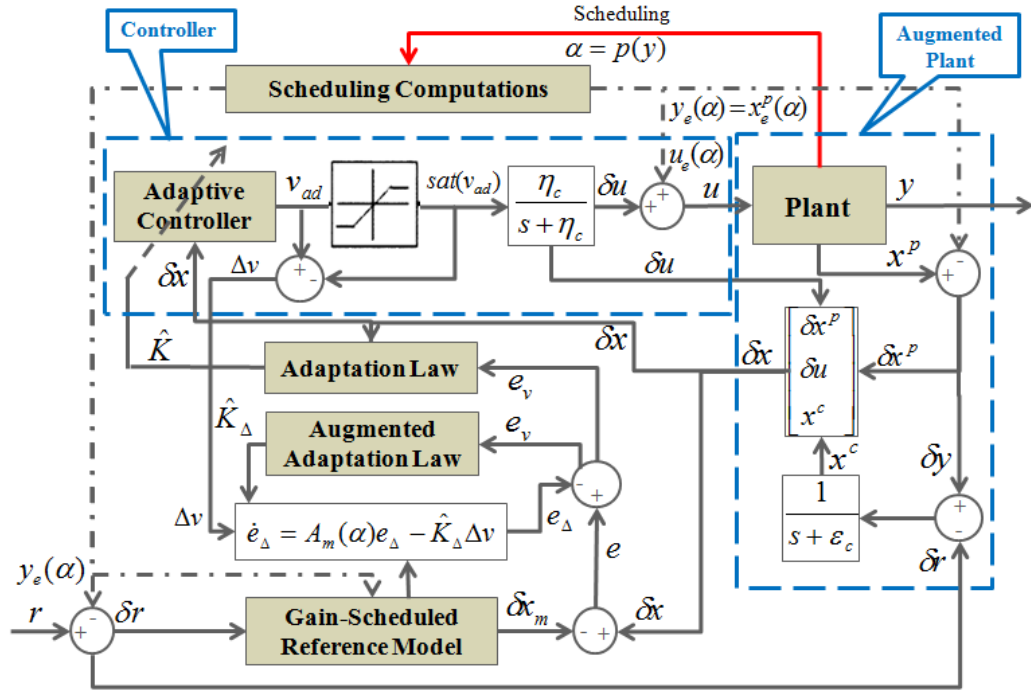 Scheduling
Controller
α = p(y)
Augmented
Plant
Scheduling Computations
y_e(α) = x_e^p(α)
u_e(α)
Adaptive
Controller
v_ad
sat(v_ad)
η_c
s + η_c
δu
+
+
u
Plant
y
δx
Δv
+
-
δu
x^p
+
-
K̂
Adaptation Law
δx
e_v
δx
δx^p
δu
x^c
δx^p
K̂_Δ
Augmented
Adaptation Law
e_v
-
+
x^c
δy
Δv
ė_Δ = A_m(α)e_Δ − K̂_Δ Δv
e_Δ
e
1
s + ε_c
+
-
δr
y_e(α)
r
+
-
δr
Gain-Scheduled
Reference Model
δx_m
-
+
δx